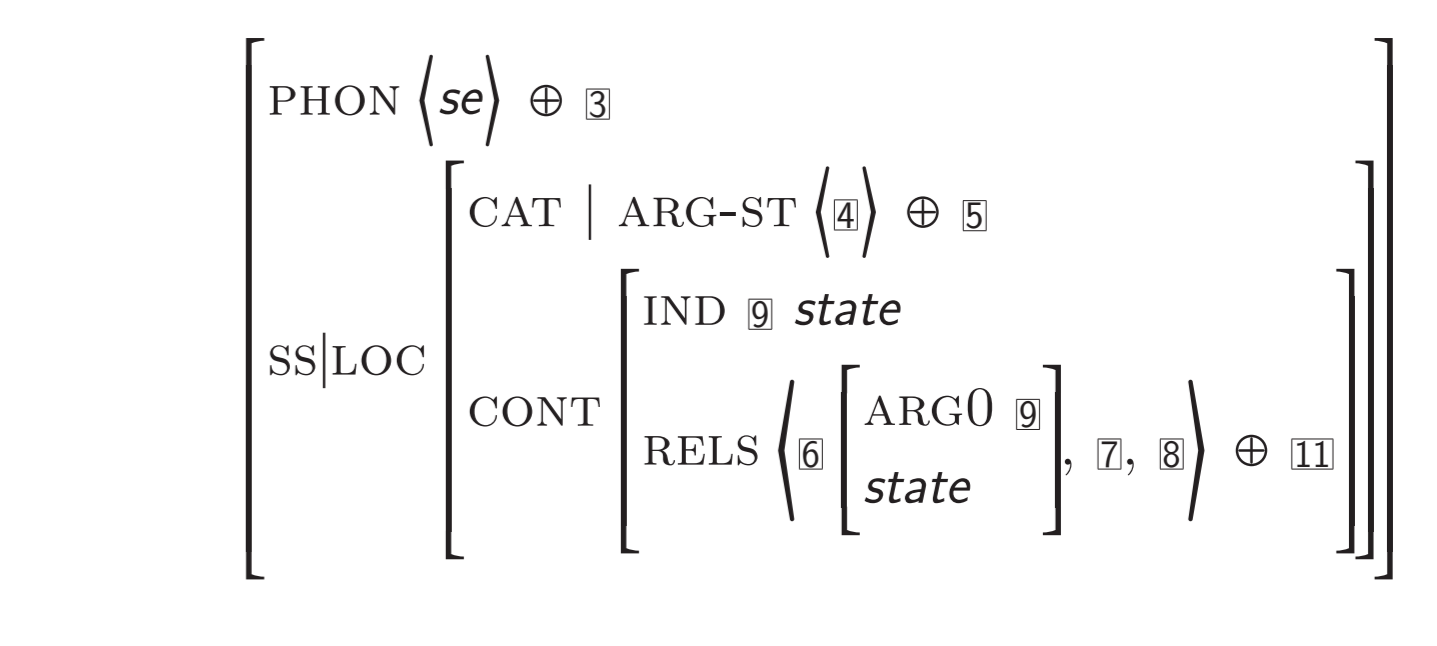 PHON ⟨se⟩ ⊕ 3
CAT | ARG-ST ⟨4⟩ ⊕ 5
IND 9 state
SS|LOC
CONT
ARG0 9
RELS ⟨6 [ ], 7, 8⟩ ⊕ 11
state